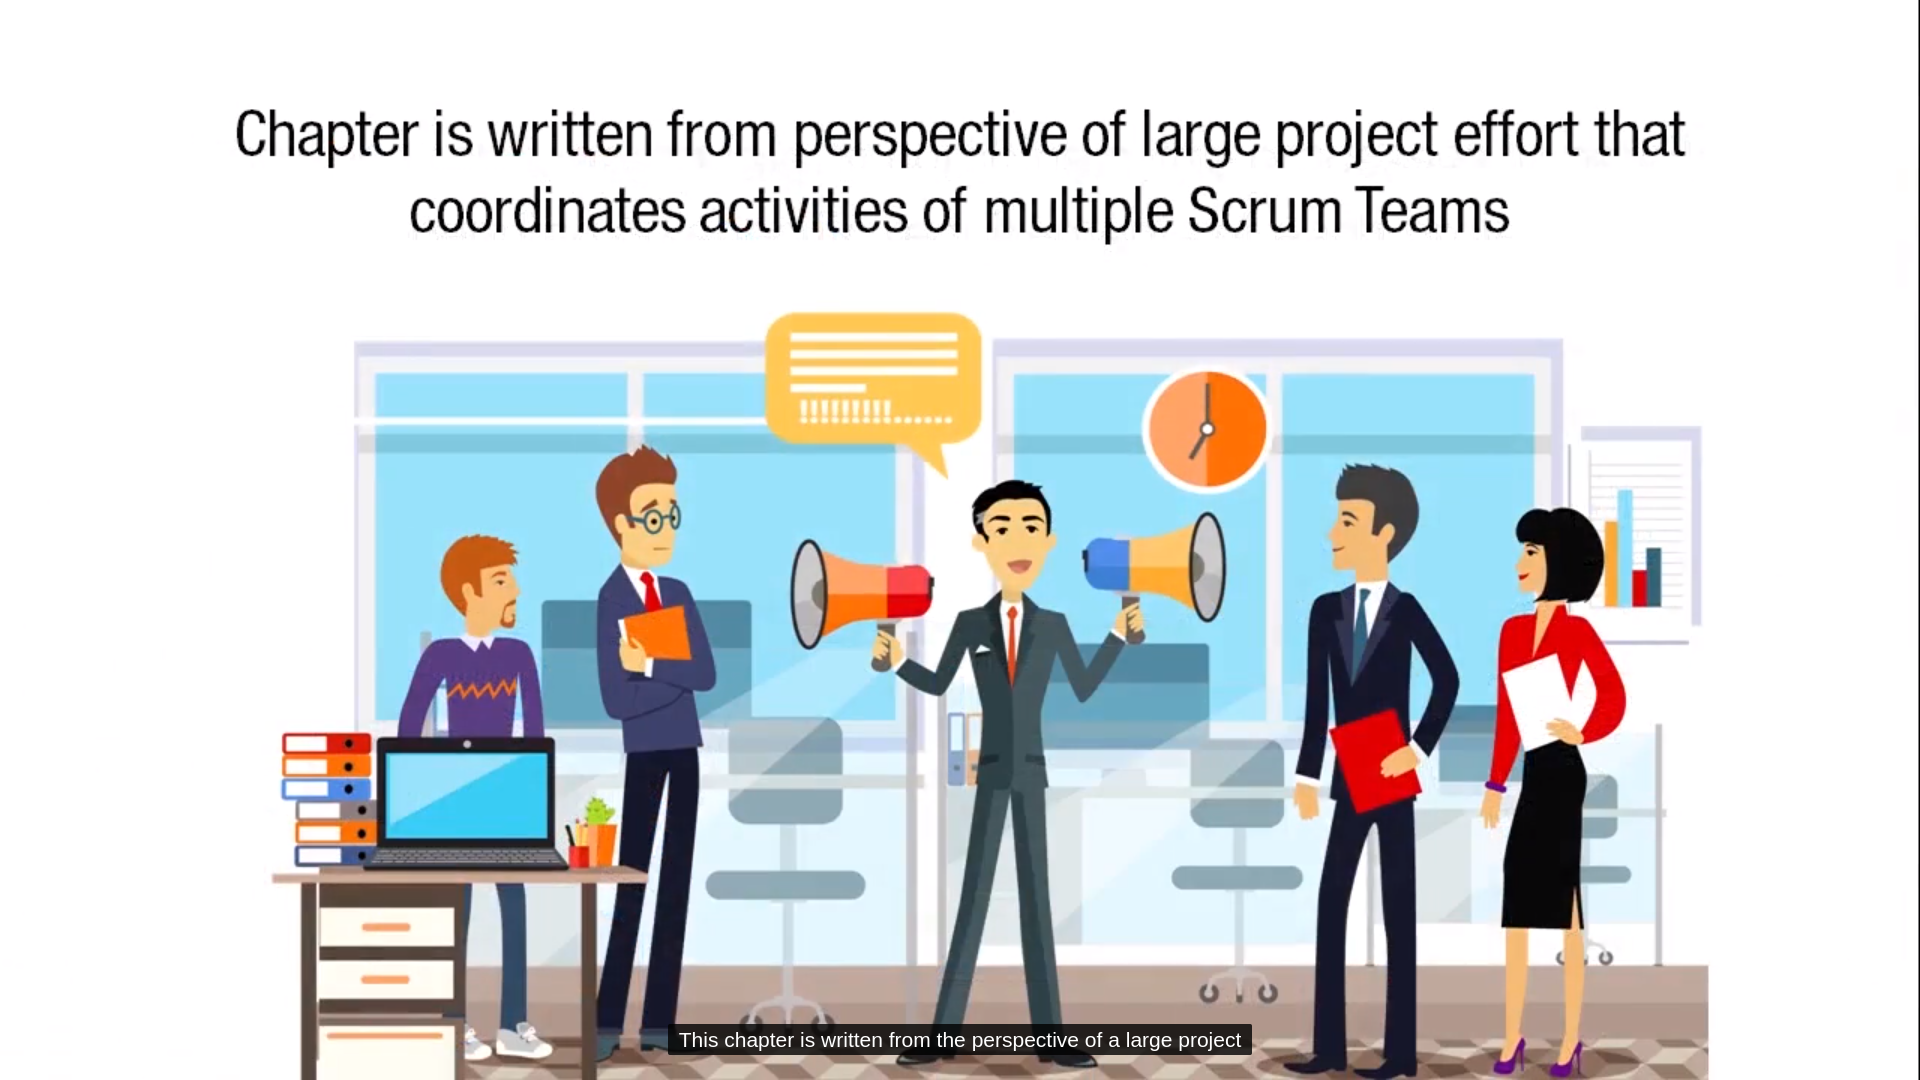 Chapter is written from perspective of large project effort that
coordinates activities of multiple Scrum Teams
This chapter is written from the perspective of a large project